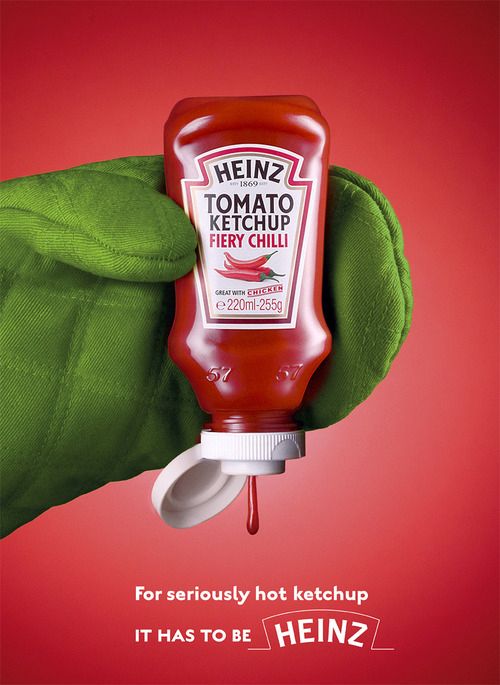 HEINZ
ESTD 1869
TOMATO
KETCHUP
FIERY CHILLI
GREAT WITH CHICKEN
℮220ml-255g
57 57
For seriously hot ketchup
IT HAS TO BE HEINZ